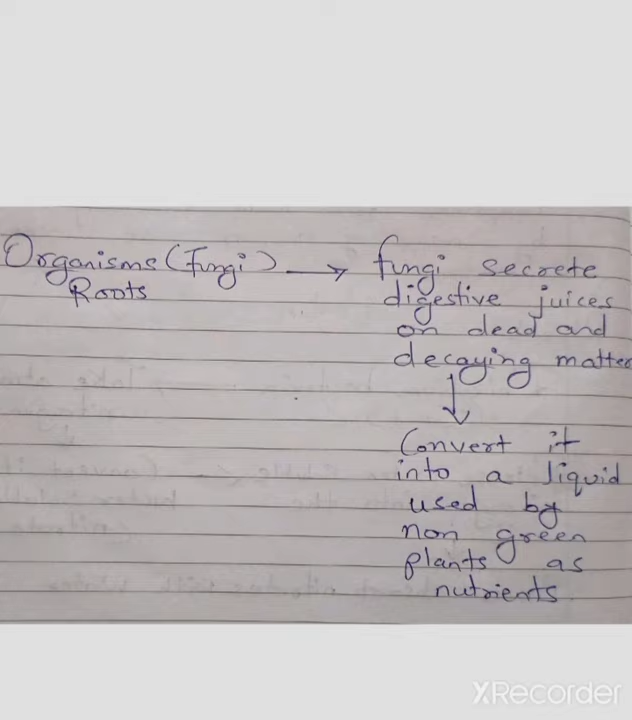 Organisms (Fungi) → fungi secrete
Roots digestive juices
on dead and
decaying matter
↓
Convert it
into a liquid
used by
non green
plants as
nutrients
XRecorder